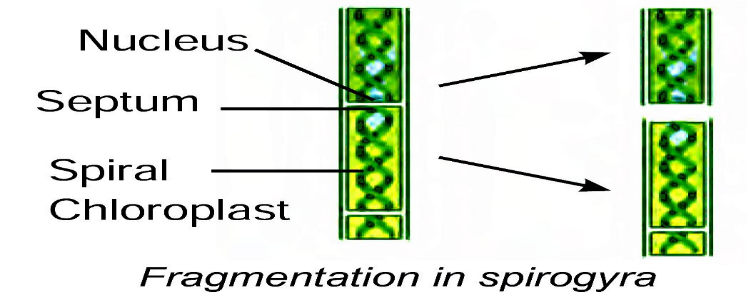 Nucleus
Septum
Spiral
Chloroplast
Fragmentation in spirogyra